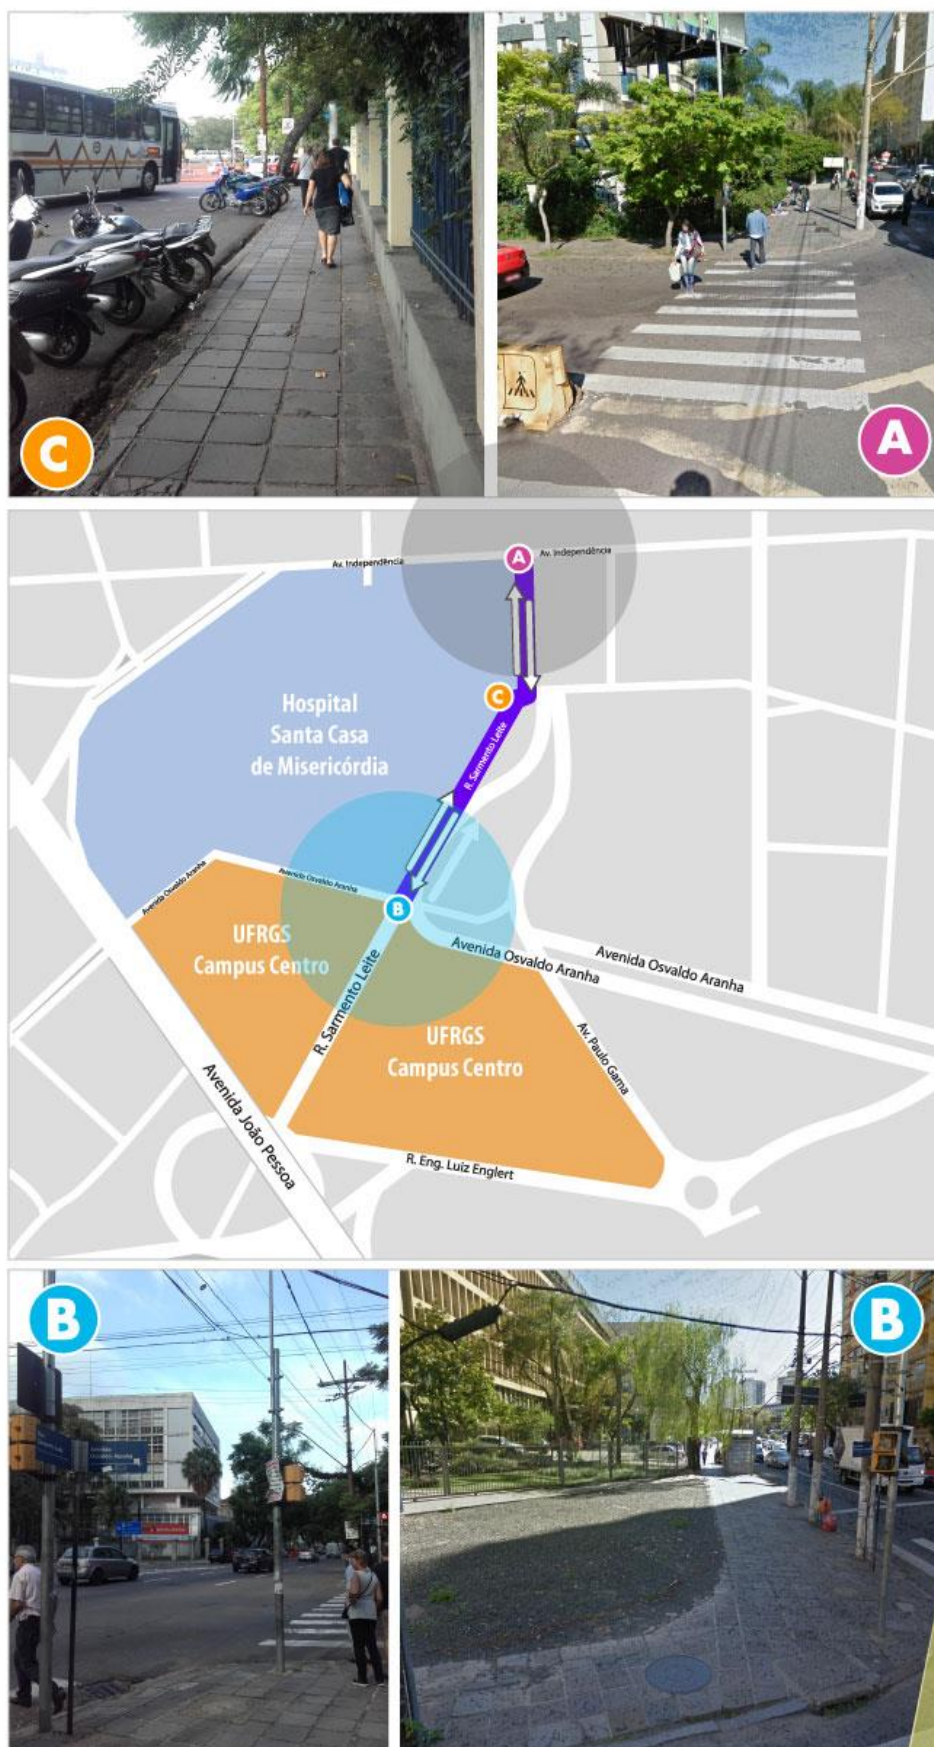 C
A
Av. Independência
Av. Independência
A
C
Hospital
Santa Casa
de Misericórdia
R. Sarmento Leite
Avenida Osvaldo Aranha
Avenida Osvaldo Aranha
B
UFRGS
Campus Centro
R. Sarmento Leite
Avenida Osvaldo Aranha
Avenida Osvaldo Aranha
UFRGS
Campus Centro
Av. Paulo Gama
Avenida João Pessoa
R. Eng. Luiz Englert
B
B